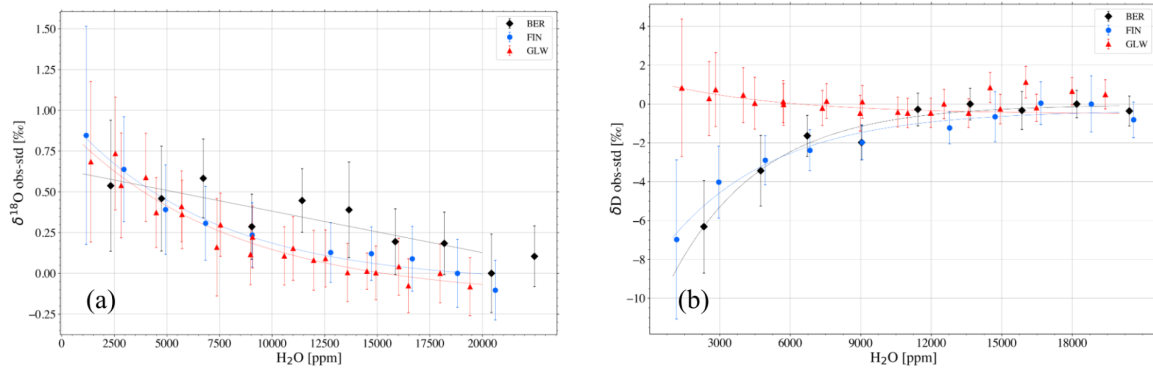 1.50
1.25
1.00
0.75
0.50
0.25
0.00
−0.25
δ¹⁸O obs-std [‰]
0
2500
5000
7500
10000
12500
15000
17500
20000
H₂O [ppm]
BER
FIN
GLW
(a)
4
2
0
−2
−4
−6
−8
−10
δD obs-std [‰]
3000
6000
9000
12000
15000
18000
H₂O [ppm]
BER
FIN
GLW
(b)